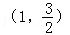 (1, 3/2)